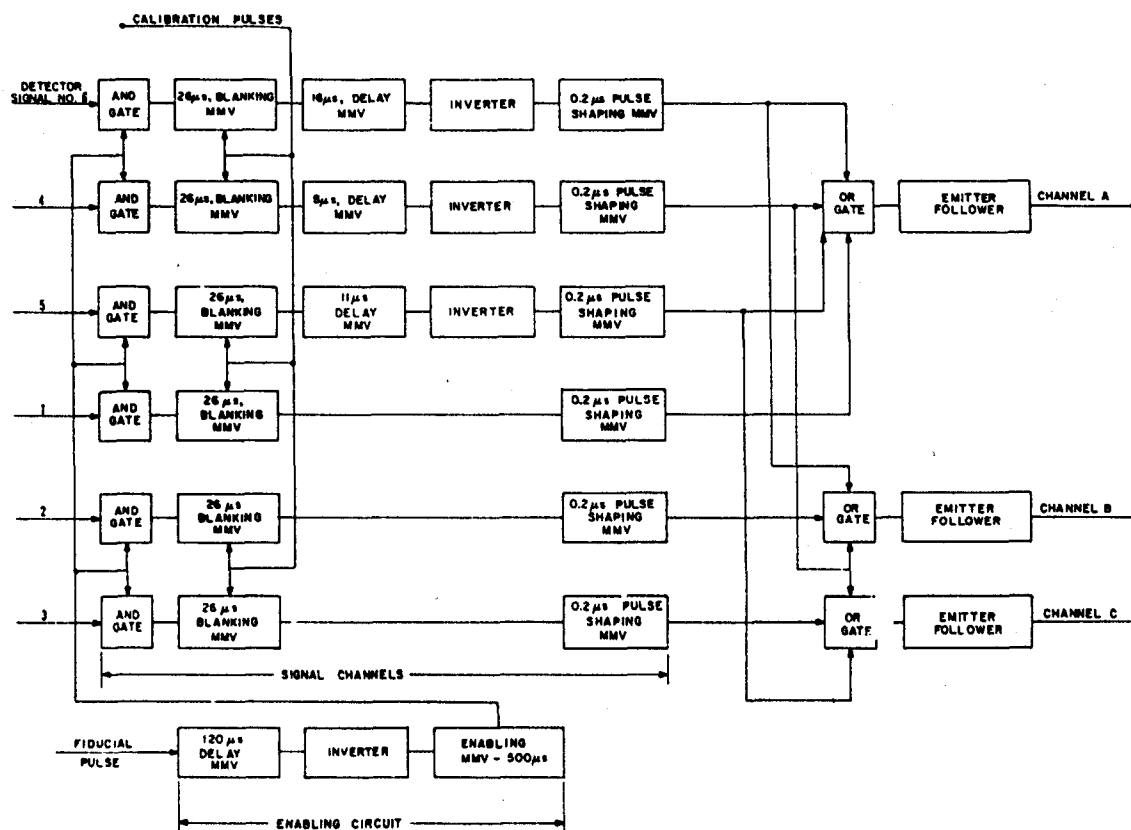 CALIBRATION PULSES
DETECTOR
SIGNAL NO. 6
AND
GATE
26μs, BLANKING
MMV
16μs, DELAY
MMV
INVERTER
0.2μs PULSE
SHAPING MMV
4
AND
GATE
26μs, BLANKING
MMV
8μs, DELAY
MMV
INVERTER
0.2μs PULSE
SHAPING
MMV
OR
GATE
EMITTER
FOLLOWER
CHANNEL A
5
AND
GATE
26μs,
BLANKING
MMV
11μs
DELAY
MMV
INVERTER
0.2μs PULSE
SHAPING
MMV
1
AND
GATE
26μs,
BLANKING
MMV
0.2μs PULSE
SHAPING
MMV
2
AND
GATE
26μs
BLANKING
MMV
0.2μs PULSE
SHAPING
MMV
OR
GATE
EMITTER
FOLLOWER
CHANNEL B
3
AND
GATE
26μs
BLANKING
MMV
0.2μs PULSE
SHAPING
MMV
OR
GATE
EMITTER
FOLLOWER
CHANNEL C
SIGNAL CHANNELS
FIDUCIAL
PULSE
120μs
DELAY
MMV
INVERTER
ENABLING
MMV - 500μs
ENABLING CIRCUIT